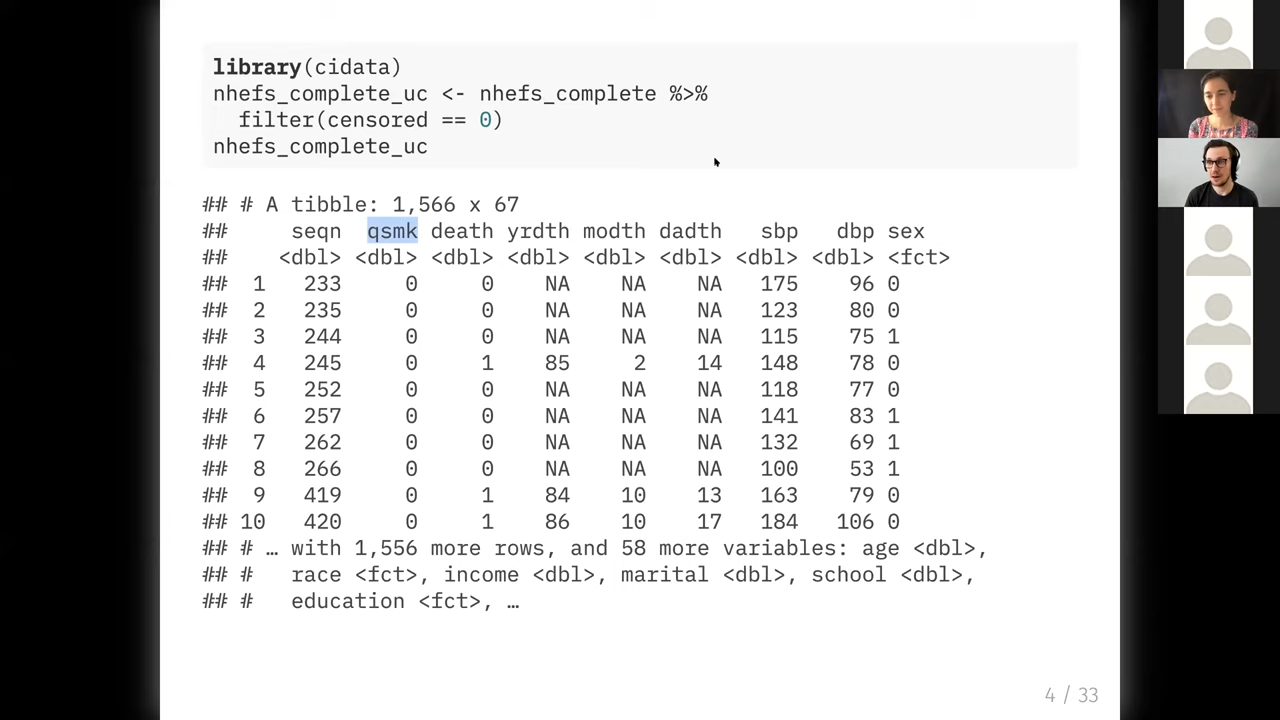 library(cidata)
nhefs_complete_uc <- nhefs_complete %>%
  filter(censored == 0)
nhefs_complete_uc
## # A tibble: 1,566 x 67
##     seqn  qsmk death yrdth modth dadth   sbp   dbp sex
##    <dbl> <dbl> <dbl> <dbl> <dbl> <dbl> <dbl> <dbl> <fct>
##  1   233     0     0    NA    NA    NA   175    96 0
##  2   235     0     0    NA    NA    NA   123    80 0
##  3   244     0     0    NA    NA    NA   115    75 1
##  4   245     0     1    85     2    14   148    78 0
##  5   252     0     0    NA    NA    NA   118    77 0
##  6   257     0     0    NA    NA    NA   141    83 1
##  7   262     0     0    NA    NA    NA   132    69 1
##  8   266     0     0    NA    NA    NA   100    53 1
##  9   419     0     1    84    10    13   163    79 0
## 10   420     0     1    86    10    17   184   106 0
## # … with 1,556 more rows, and 58 more variables: age <dbl>,
## #   race <fct>, income <dbl>, marital <dbl>, school <dbl>,
## #   education <fct>, …
4 / 33